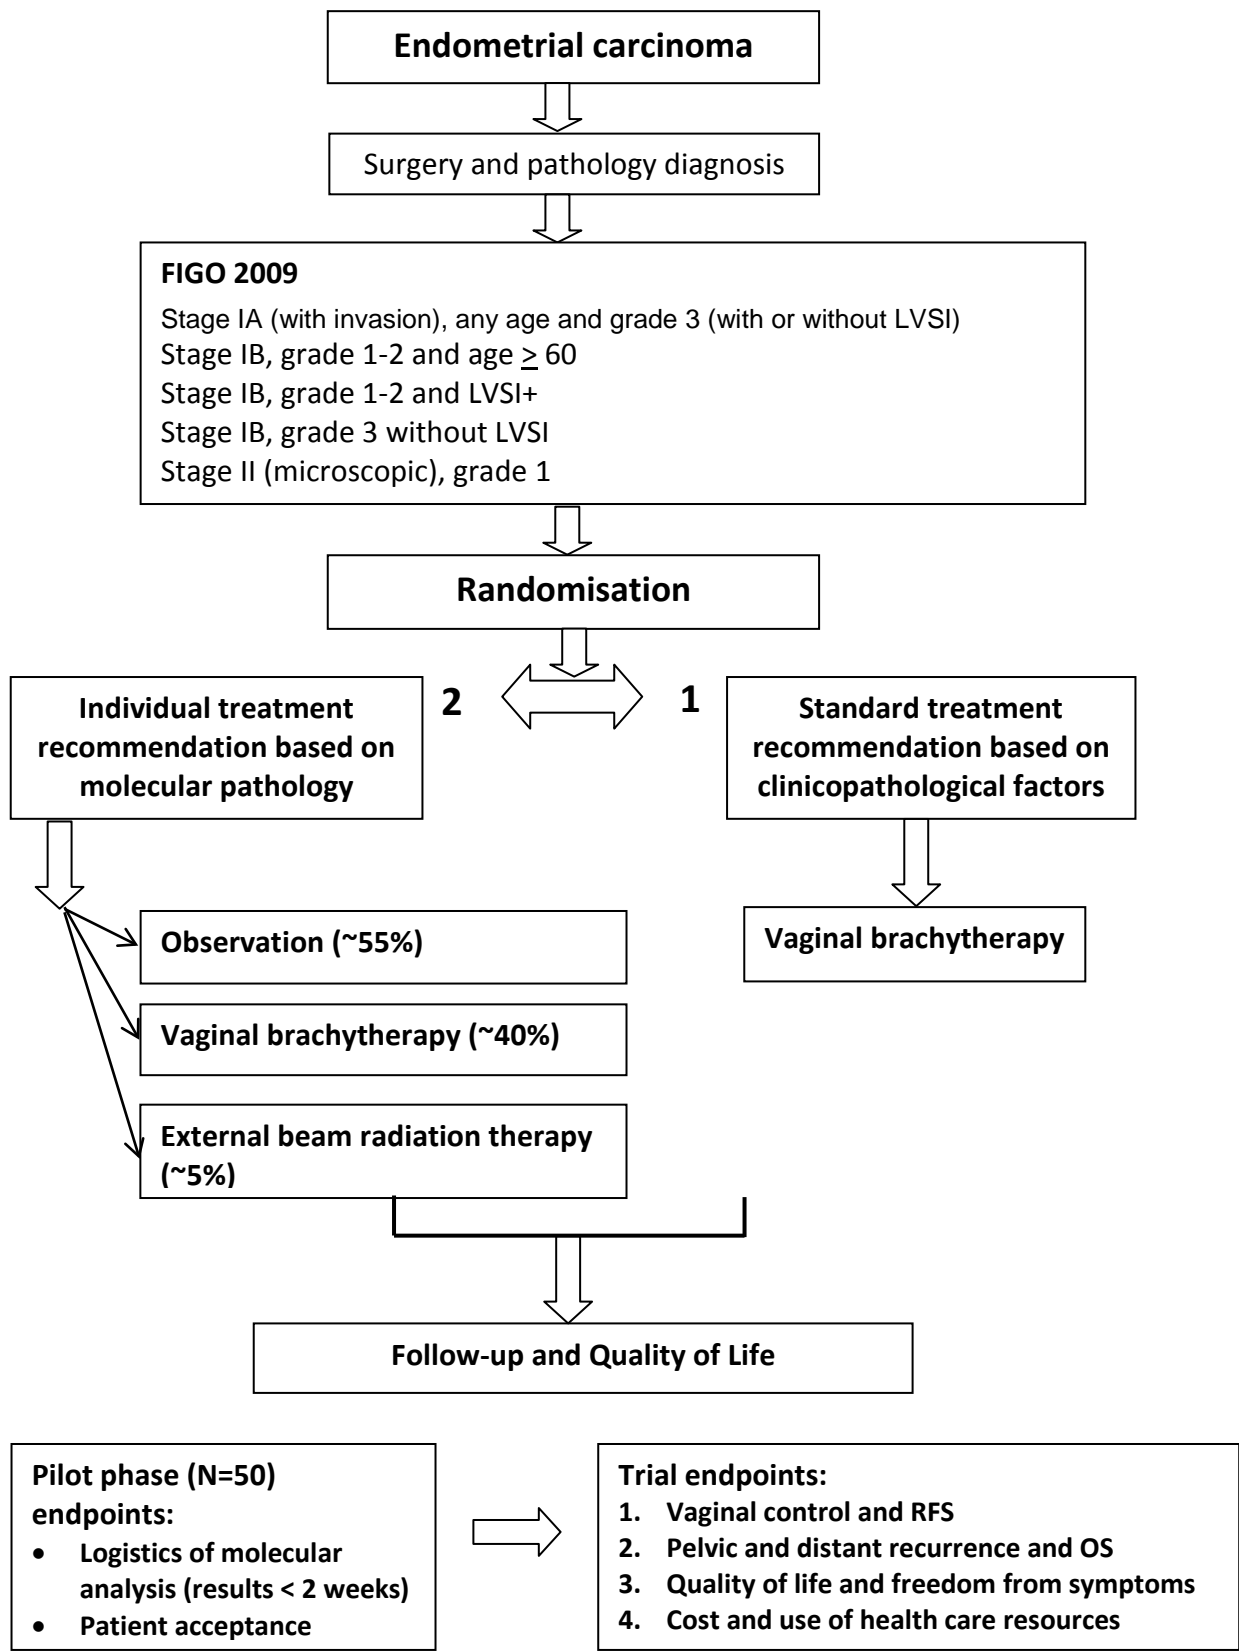 Endometrial carcinoma
Surgery and pathology diagnosis
FIGO 2009
Stage IA (with invasion), any age and grade 3 (with or without LVSI)
Stage IB, grade 1-2 and age ≥ 60
Stage IB, grade 1-2 and LVSI+
Stage IB, grade 3 without LVSI
Stage II (microscopic), grade 1
Randomisation
2
1
Individual treatment
recommendation based on
molecular pathology
Standard treatment
recommendation based on
clinicopathological factors
Observation (~55%)
Vaginal brachytherapy (~40%)
External beam radiation therapy
(~5%)
Vaginal brachytherapy
Follow-up and Quality of Life
Pilot phase (N=50)
endpoints:
• Logistics of molecular
analysis (results < 2 weeks)
• Patient acceptance
Trial endpoints:
1. Vaginal control and RFS
2. Pelvic and distant recurrence and OS
3. Quality of life and freedom from symptoms
4. Cost and use of health care resources